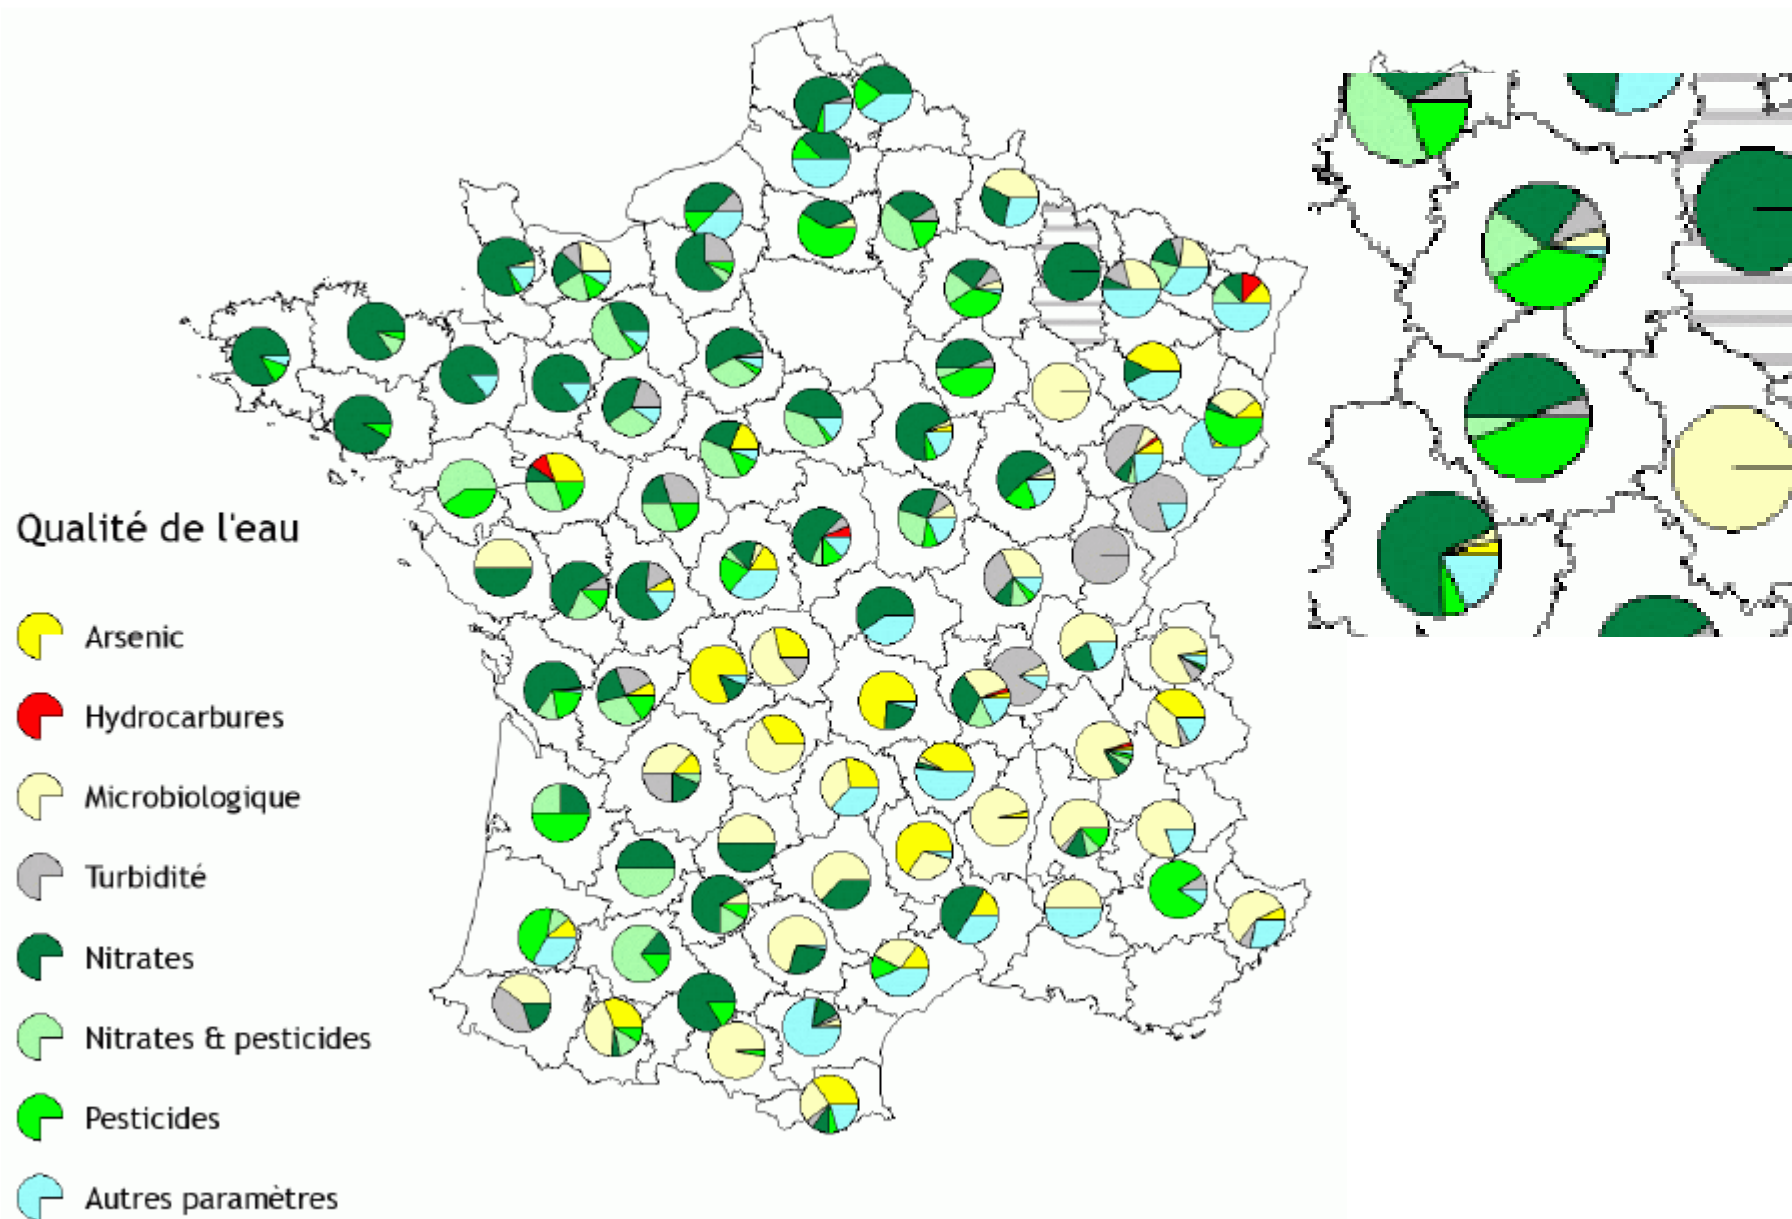 Qualité de l'eau
Arsenic
Hydrocarbures
Microbiologique
Turbidité
Nitrates
Nitrates & pesticides
Pesticides
Autres paramètres